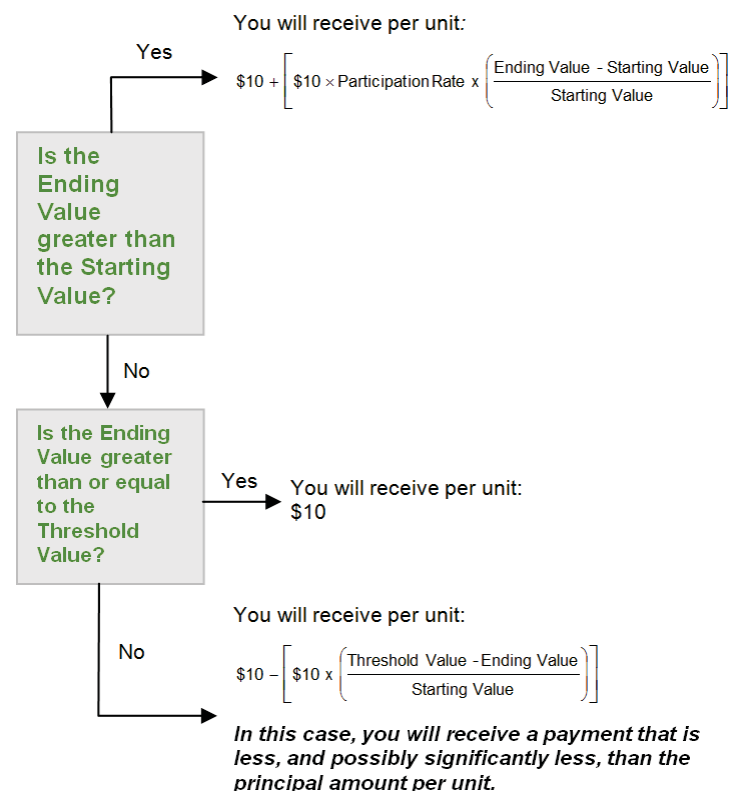 You will receive per unit:
Yes
$10 + [ $10 × Participation Rate x ( Ending Value - Starting Value
Starting Value ) ]
Is the
Ending
Value
greater than
the Starting
Value?
No
Is the Ending
Value greater
than or equal
to the
Threshold
Value?
Yes
You will receive per unit:
$10
You will receive per unit:
No
$10 – [ $10 x ( Threshold Value - Ending Value
Starting Value ) ]
In this case, you will receive a payment that is
less, and possibly significantly less, than the
principal amount per unit.